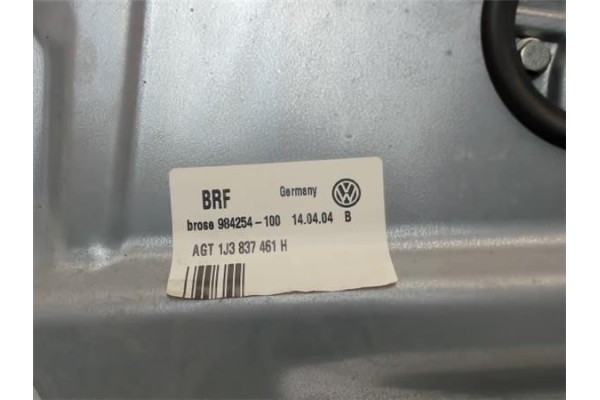 BRF Germany
brose 984254-100 14.04.04 B
AGT 1J3 837 461 H